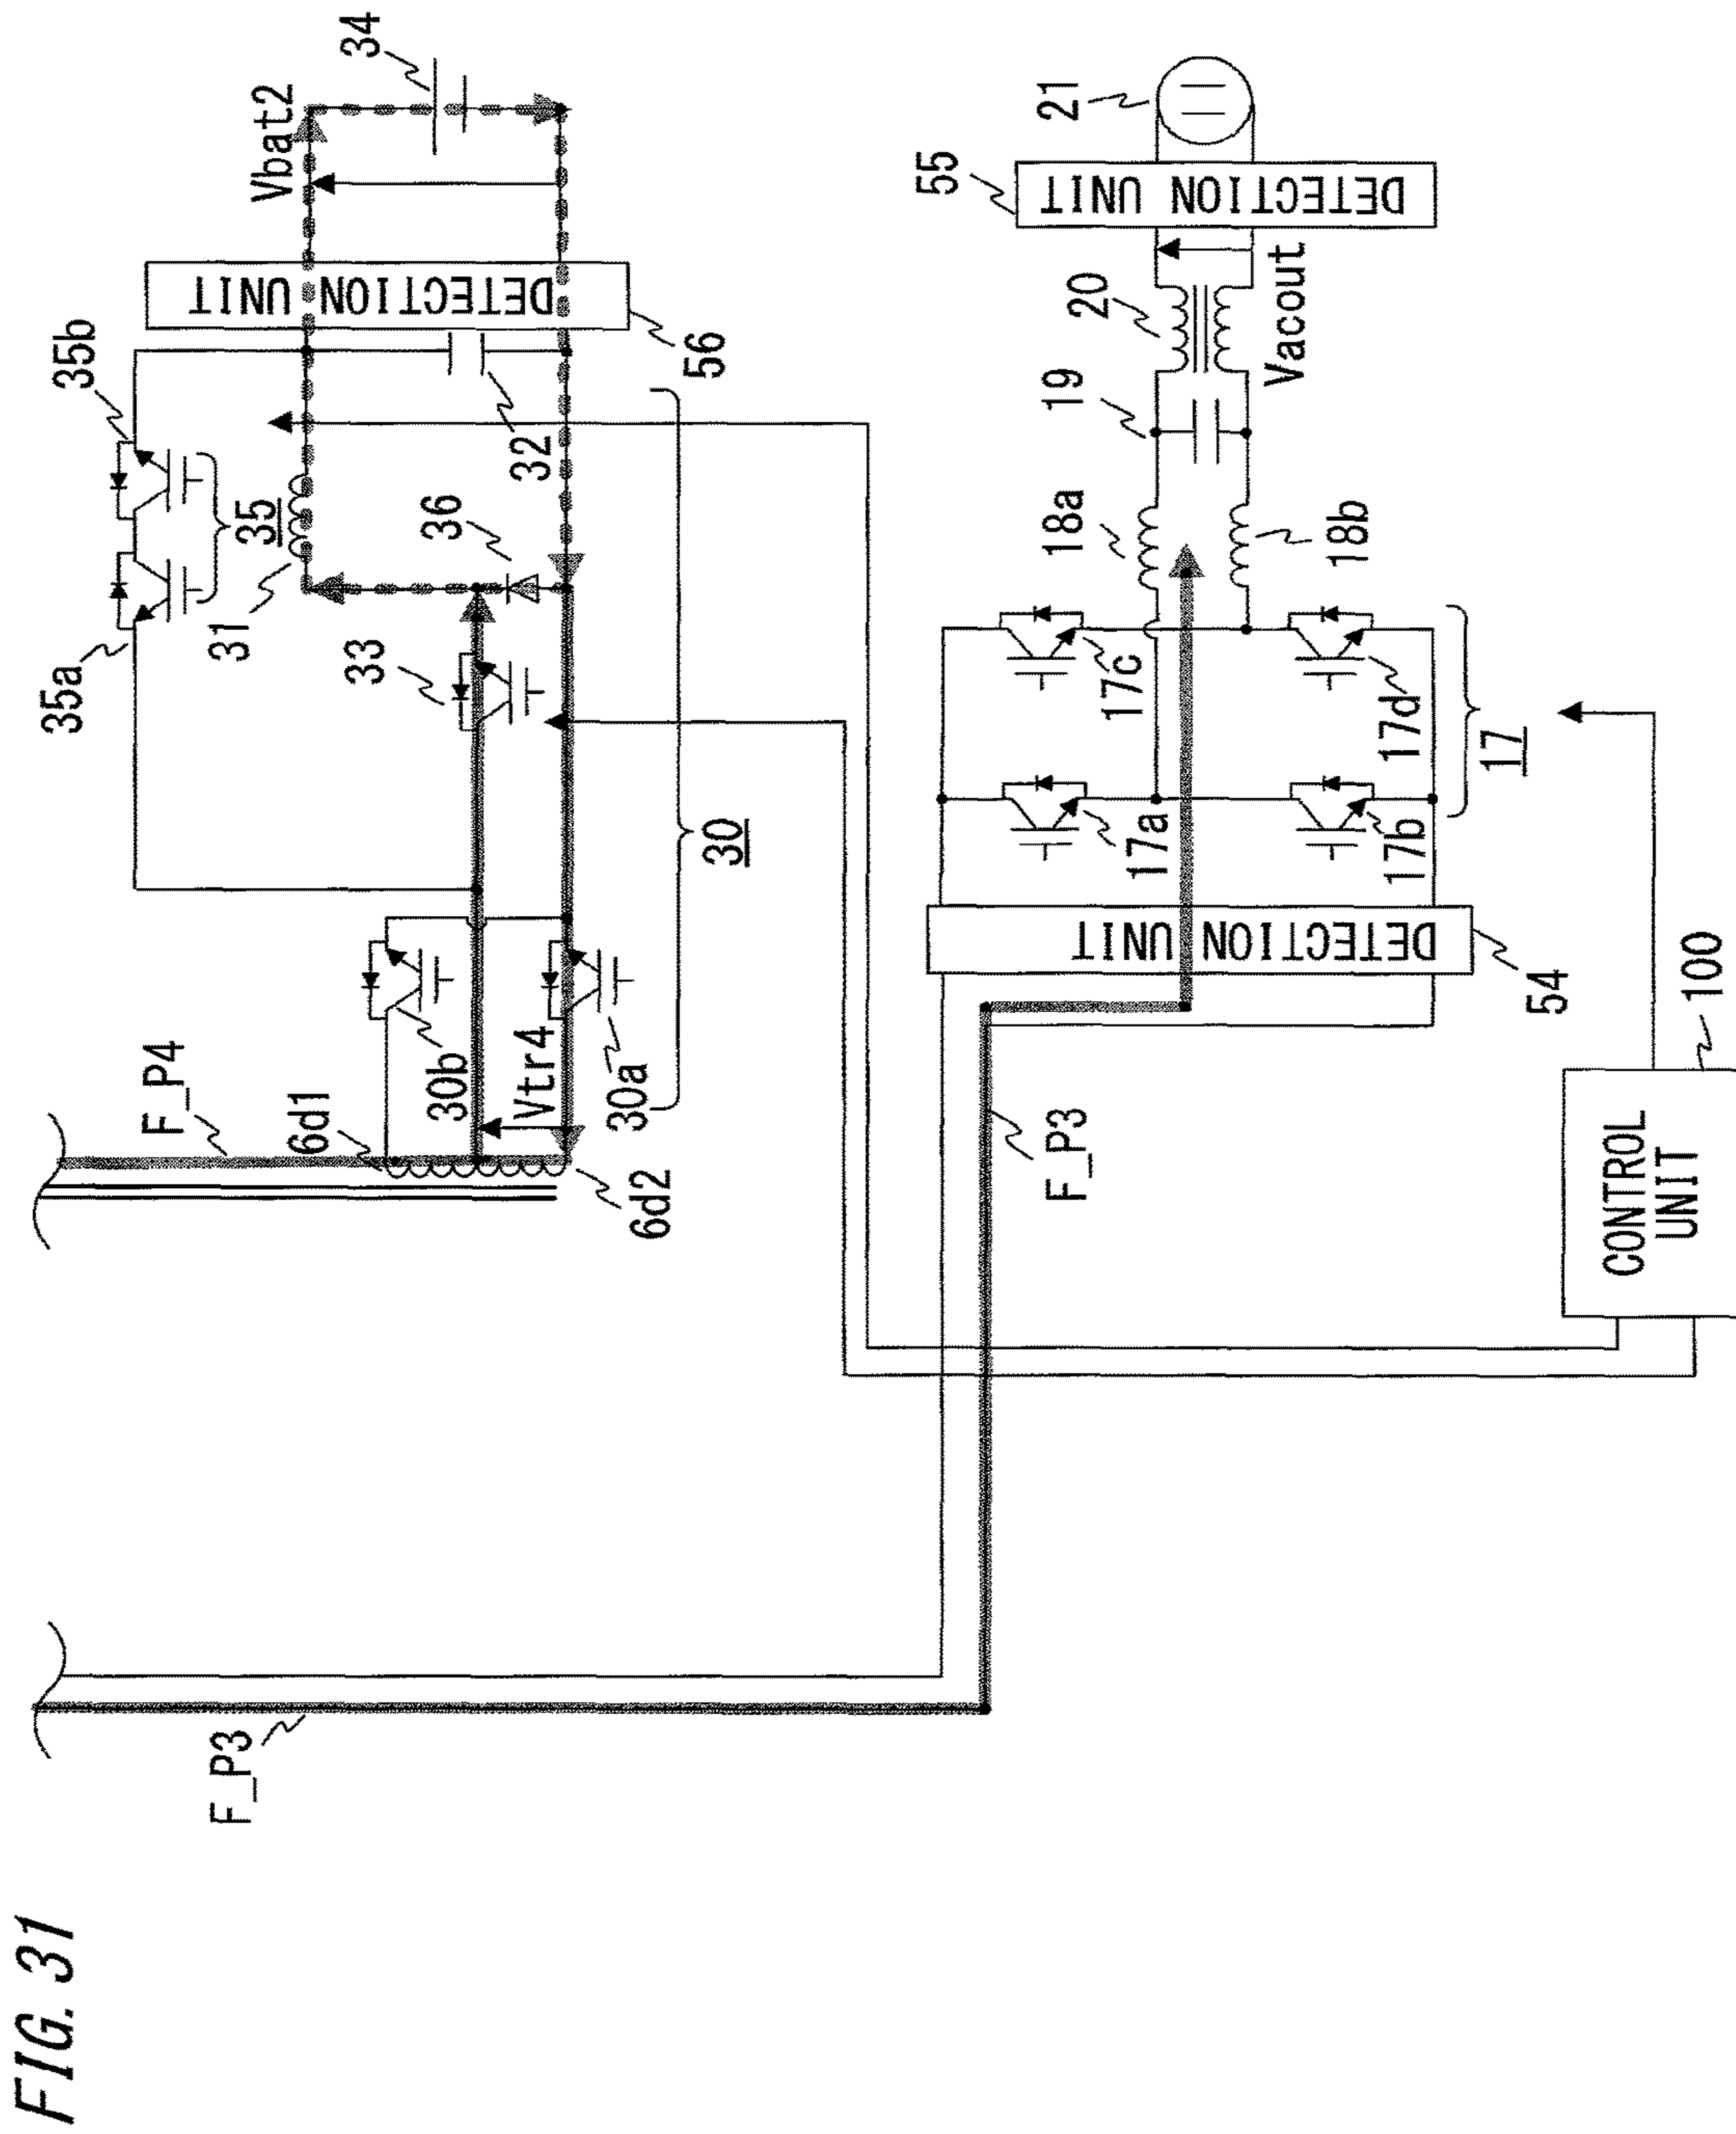 FIG. 31
F_P3
F_P4
6d1
6d2
30b
Vtr4
30a
30
35a
35b
35
31
33
36
32
Vbat2
34
DETECTION UNIT
56
F_P3
DETECTION UNIT
54
17a
17b
17c
17d
17
18a
18b
19
20
Vacout
DETECTION UNIT
55
21
CONTROL
UNIT
100